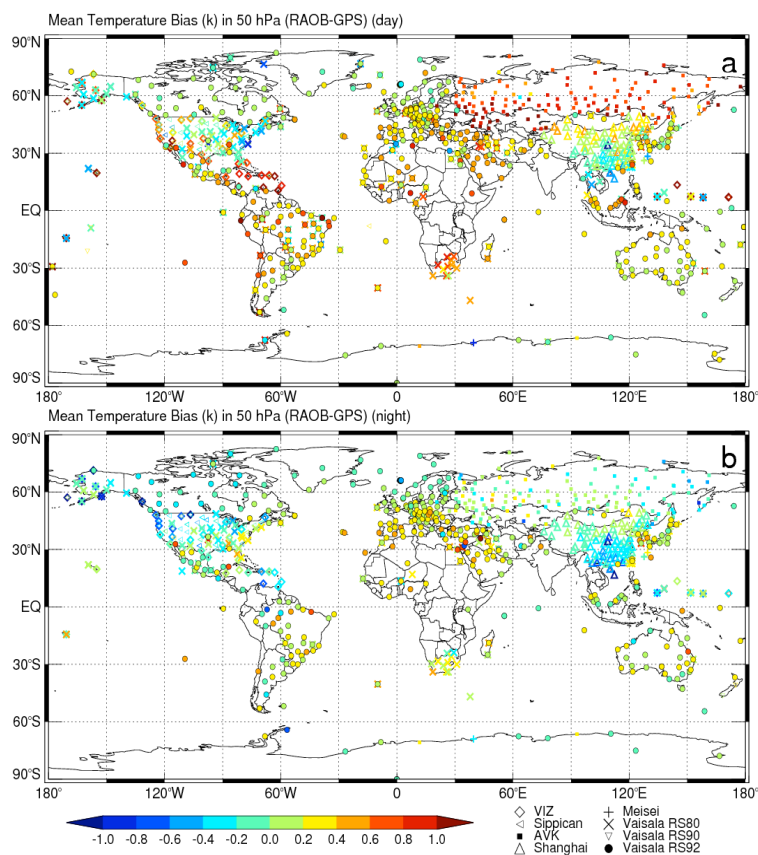 Mean Temperature Bias (k) in 50 hPa (RAOB-GPS) (day)
90°N
a
60°N
30°N
EQ
30°S
60°S
90°S
180° 120°W 60°W 0 60°E 120°E 180°
Mean Temperature Bias (k) in 50 hPa (RAOB-GPS) (night)
90°N
b
60°N
30°N
EQ
30°S
60°S
90°S
180° 120°W 60°W 0 60°E 120°E 180°
-1.0 -0.8 -0.6 -0.4 -0.2 0.0 0.2 0.4 0.6 0.8 1.0
VIZ
Sippican
AVK
Shanghai
Meisei
Vaisala RS80
Vaisala RS90
Vaisala RS92